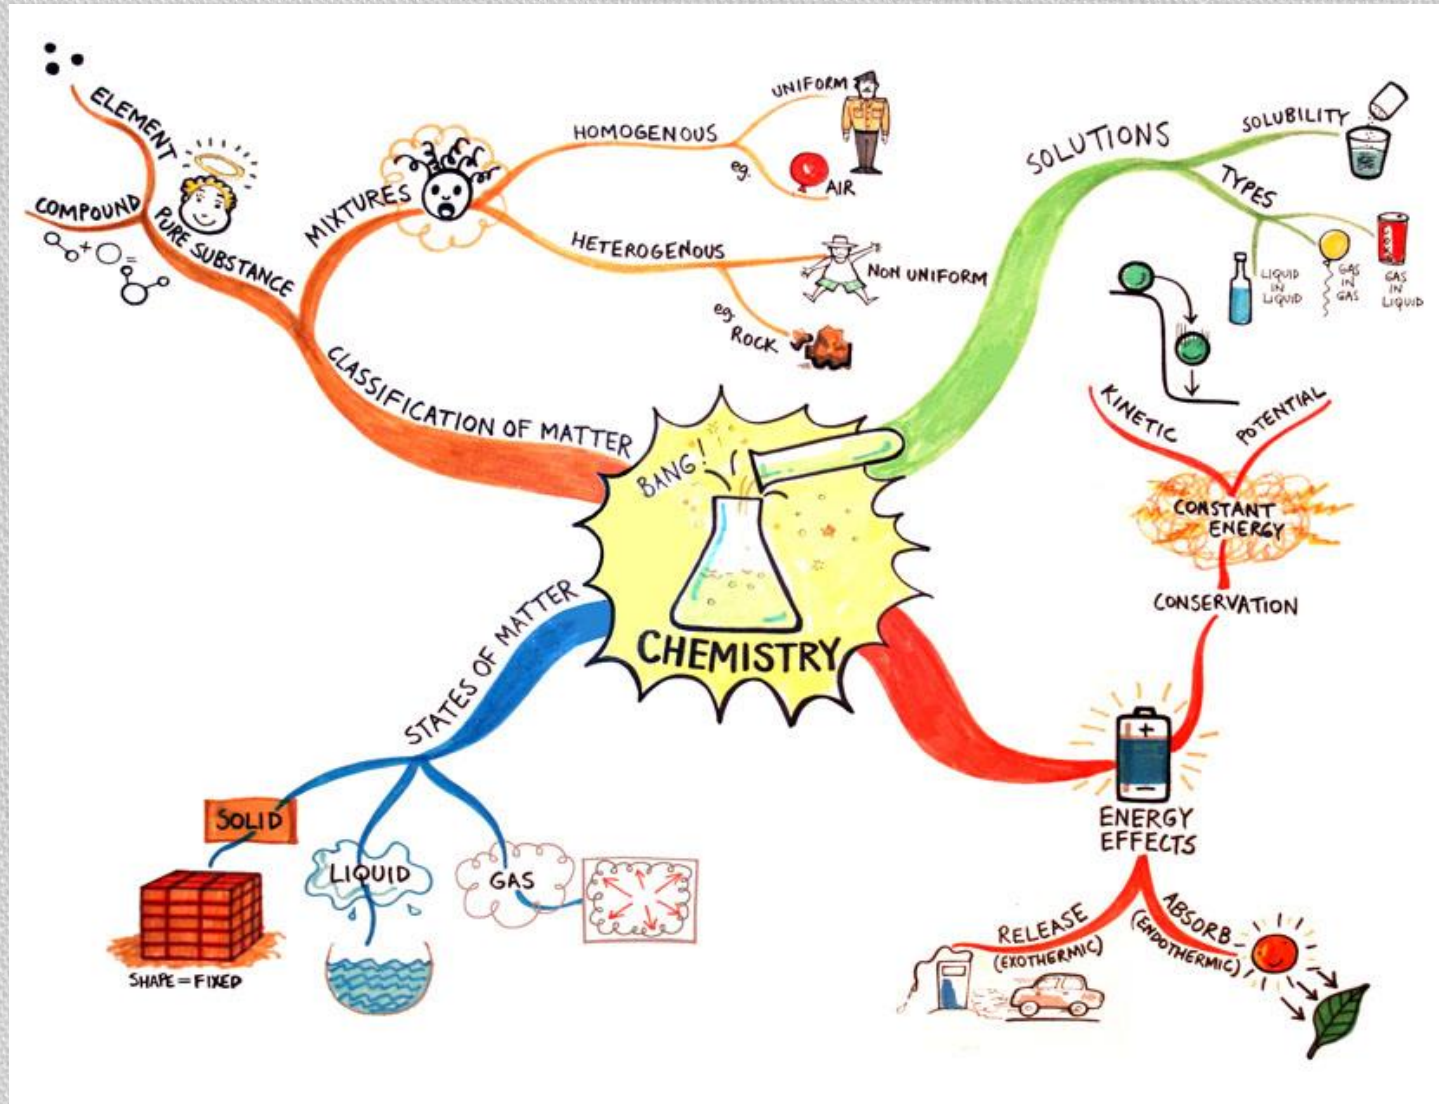 ELEMENT
COMPOUND
PURE SUBSTANCE
MIXTURES
HOMOGENOUS
UNIFORM
eg.
AIR
HETEROGENOUS
NON UNIFORM
eg.
ROCK
CLASSIFICATION OF MATTER
SOLUTIONS
SOLUBILITY
TYPES
LIQUID
IN
LIQUID
GAS
IN
GAS
GAS
IN
LIQUID
KINETIC
POTENTIAL
CONSTANT
ENERGY
CONSERVATION
BANG!
CHEMISTRY
STATES OF MATTER
SOLID
SHAPE = FIXED
LIQUID
GAS
+
-
ENERGY
EFFECTS
RELEASE
(EXOTHERMIC)
ABSORB
(ENDOTHERMIC)